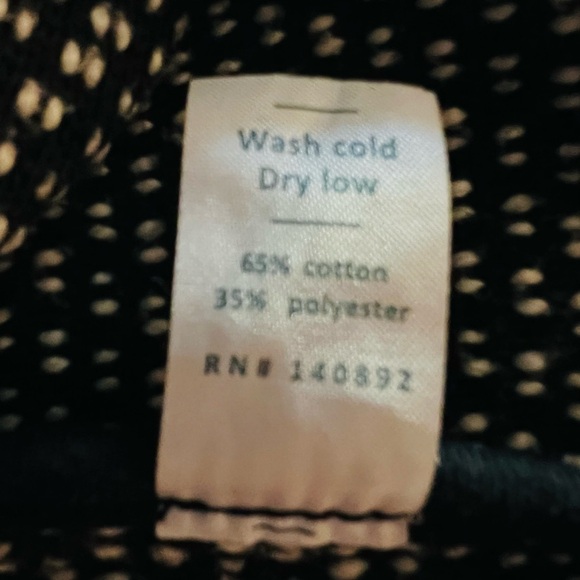 Wash cold
Dry low
65% cotton
35% polyester
RN# 140892